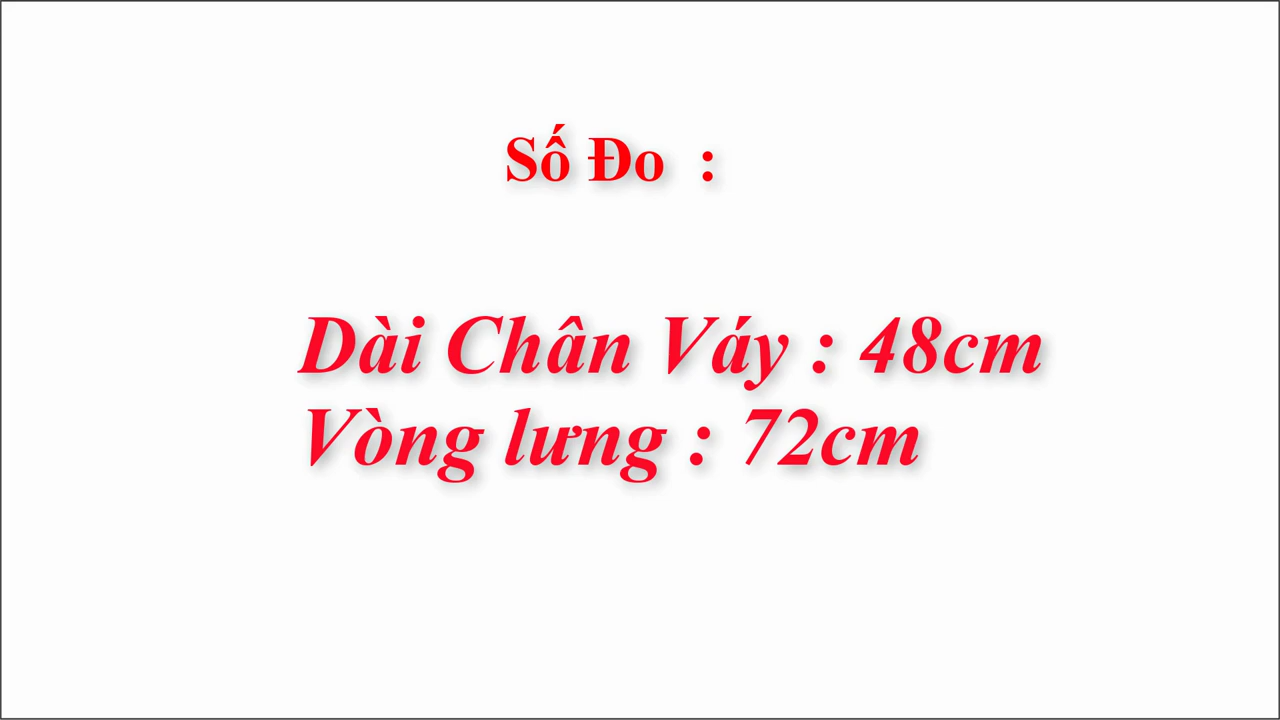 Số Đo :
Dài Chân Váy : 48cm
Vòng lưng : 72cm